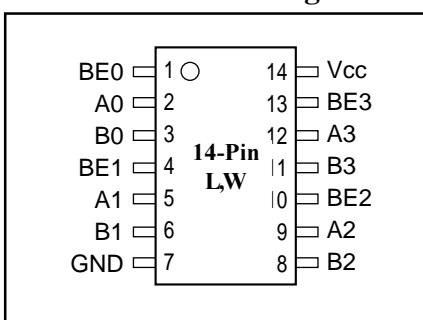 BE0 1 14 Vcc
A0 2 13 BE3
B0 3 12 A3
14-Pin
BE1 4 11 B3
L,W
A1 5 10 BE2
B1 6 9 A2
GND 7 8 B2